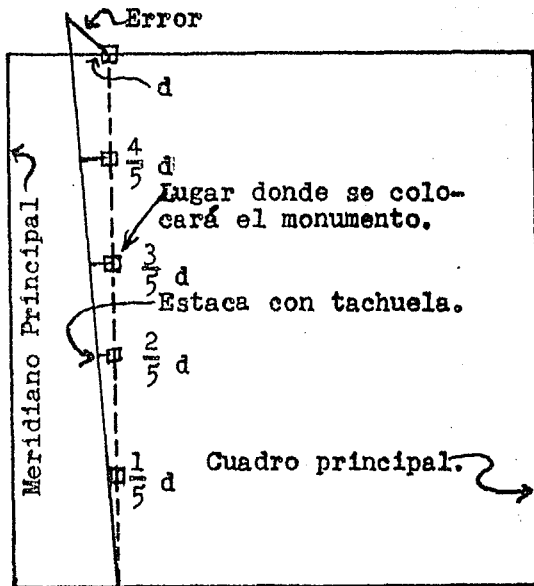 Error
d
4/5 d
Lugar donde se colo-
cará el monumento.
3/5 d
Estaca con tachuela.
2/5 d
Meridiano Principal
Cuadro principal.
1/5 d